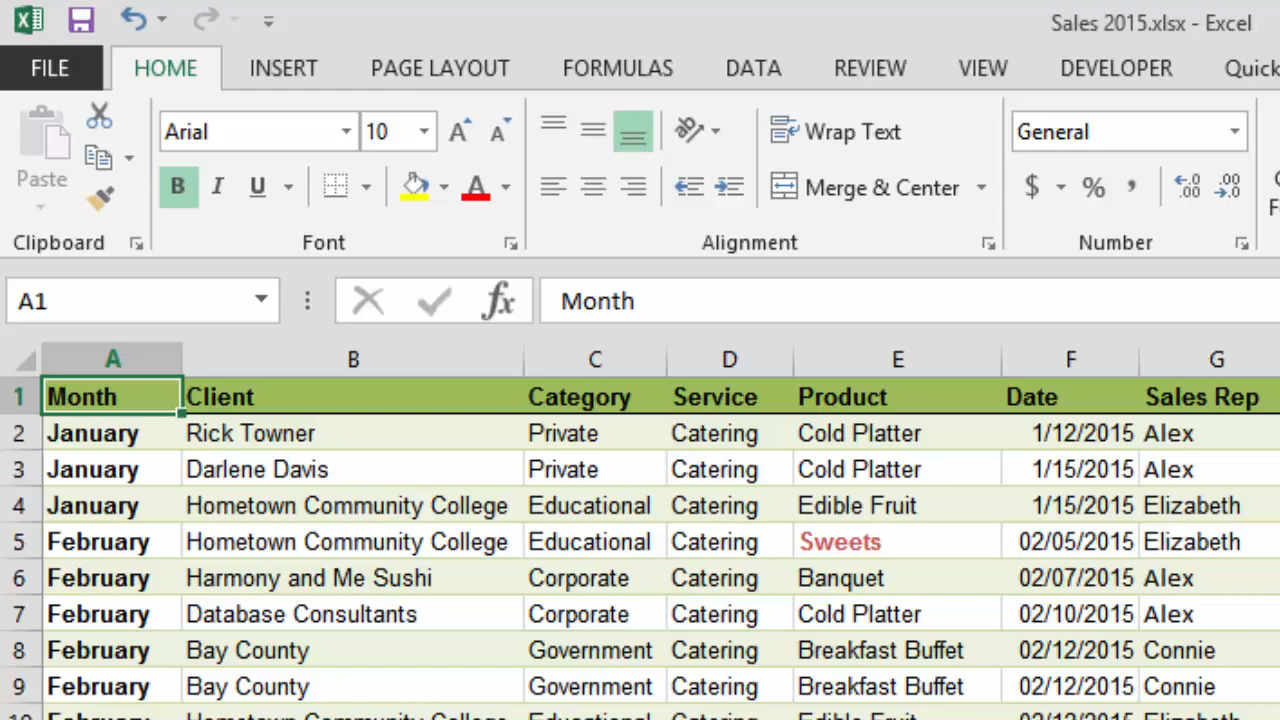 Sales 2015.xlsx - Excel
FILE HOME INSERT PAGE LAYOUT FORMULAS DATA REVIEW VIEW DEVELOPER Quick
Paste
Arial 10 A A
Wrap Text
General
B I U A
Merge & Center
$ % , .0 .00 .00 .0
Clipboard Font Alignment Number
A1 fx Month
A B C D E F G
1 Month Client Category Service Product Date Sales Rep
2 January Rick Towner Private Catering Cold Platter 1/12/2015 Alex
3 January Darlene Davis Private Catering Cold Platter 1/15/2015 Alex
4 January Hometown Community College Educational Catering Edible Fruit 1/15/2015 Elizabeth
5 February Hometown Community College Educational Catering Sweets 02/05/2015 Elizabeth
6 February Harmony and Me Sushi Corporate Catering Banquet 02/07/2015 Alex
7 February Database Consultants Corporate Catering Cold Platter 02/10/2015 Alex
8 February Bay County Government Catering Breakfast Buffet 02/12/2015 Connie
9 February Bay County Government Catering Breakfast Buffet 02/12/2015 Connie